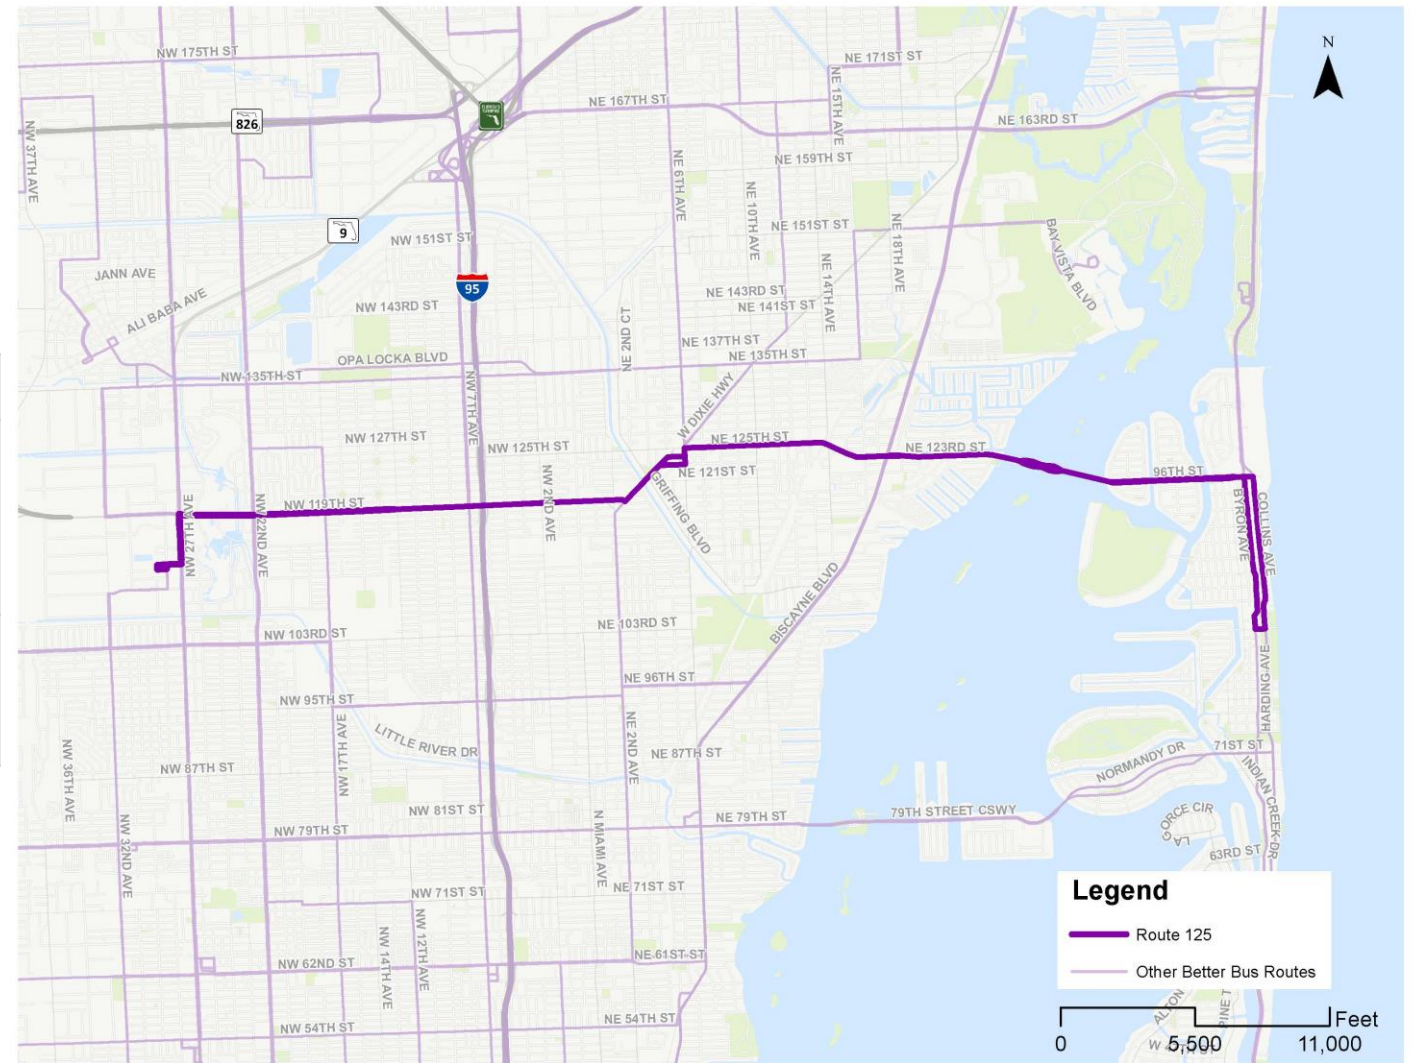 N
NW 175TH ST
NE 171ST ST
NE 15TH AVE
NE 167TH ST
826
NE 163RD ST
NW 37TH AVE
NE 159TH ST
NE 6TH AVE
NE 10TH AVE
NE 151ST ST
NE 18TH AVE
BAY VISTA BLVD
9
NW 151ST ST
JANN AVE
95
NE 14TH AVE
NE 143RD ST
NE 141ST ST
ALI BABA AVE
NW 143RD ST
NE 2ND CT
NE 137TH ST
NE 135TH ST
OPA LOCKA BLVD
NW 135TH ST
NW 7TH AVE
W DIXIE HWY
NW 127TH ST
NW 125TH ST
NE 125TH ST
NE 123RD ST
NE 121ST ST
96TH ST
NW 2ND AVE
GRIFFING BLVD
NW 119TH ST
NW 27TH AVE
NW 22ND AVE
BYRON AVE
COLLINS AVE
BISCAYNE BLVD
NW 103RD ST
NE 103RD ST
HARDING AVE
NE 96TH ST
NW 95TH ST
NW 17TH AVE
LITTLE RIVER DR
NE 2ND AVE
NE 87TH ST
NW 36TH AVE
NW 87TH ST
71ST ST
NORMANDY DR
INDIAN CREEK DR
NW 81ST ST
NW 79TH ST
NE 79TH ST
79TH STREET CSWY
LA GORCE CIR
63RD ST
NW 32ND AVE
N MIAMI AVE
NW 71ST ST
NE 71ST ST
NW 12TH AVE
NW 14TH AVE
NW 62ND ST
NE 61ST ST
NW 54TH ST
NE 54TH ST
Legend
Route 125
Other Better Bus Routes
ALTON
PINE T
Feet
0
5,500
11,000